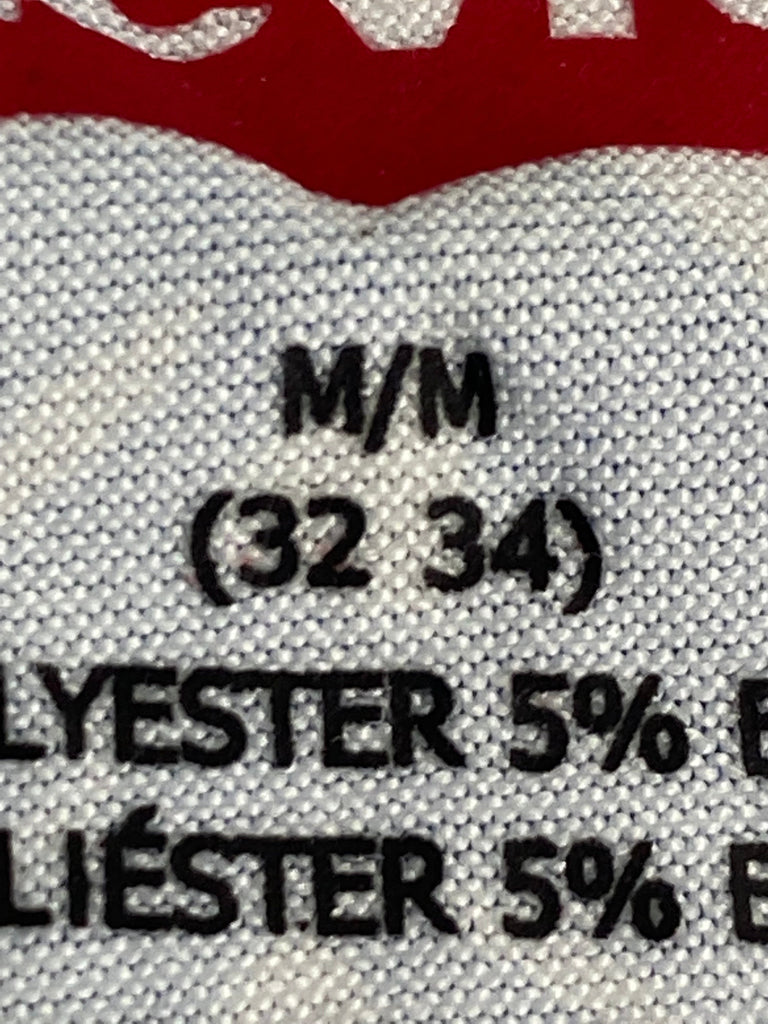 M/M
(32 34)
LYESTER 5% E
LIÉSTER 5% E